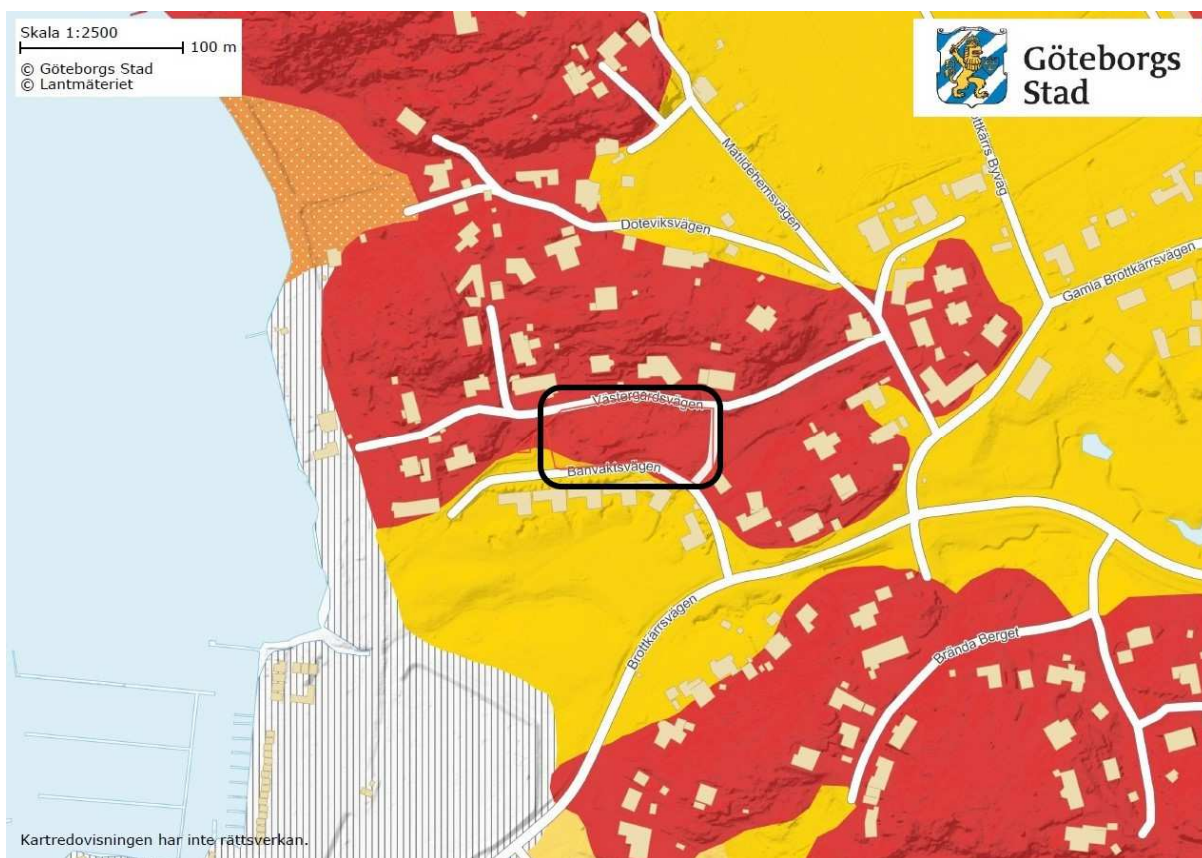 Skala 1:2500
100 m
© Göteborgs Stad
© Lantmäteriet
Göteborgs
Stad
Matildehemsvägen
Doteviksvägen
Gamla Brottkärrsvägen
Västergårdsvägen
Banvaktsvägen
Brottkärrsvägen
Brända Berget
Kartredovisningen har inte rättsverkan.